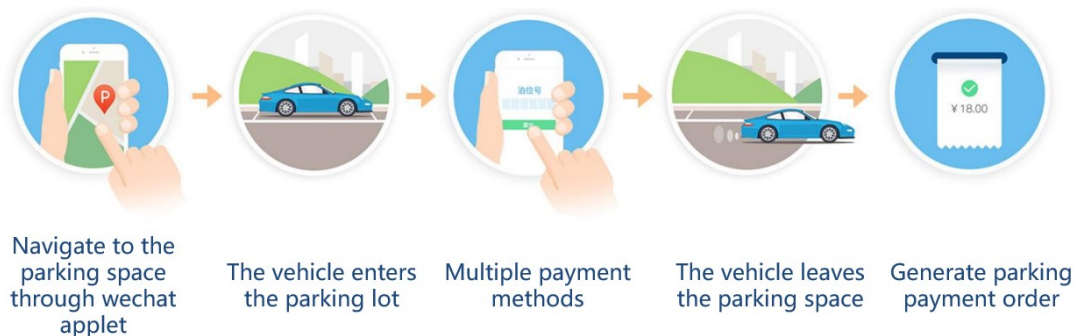 P
泊位号
¥18.00
Navigate to the
parking space
through wechat
applet
The vehicle enters
the parking lot
Multiple payment
methods
The vehicle leaves
the parking space
Generate parking
payment order